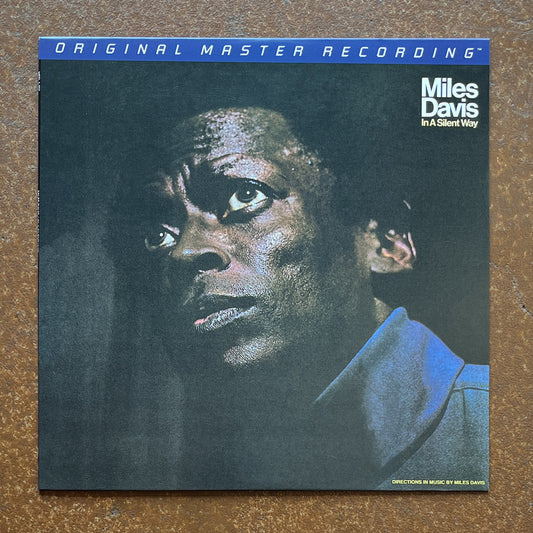 ORIGINAL MASTER RECORDING™
Miles
Davis
In A Silent Way
DIRECTIONS IN MUSIC BY MILES DAVIS